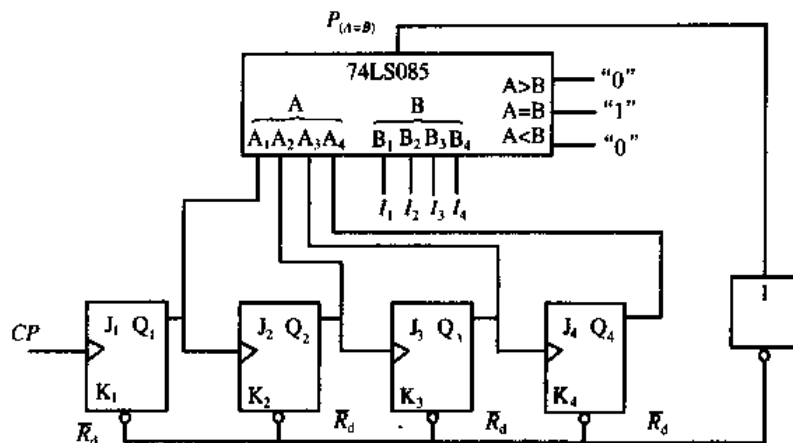 P(A=B)
74LS085
A B
A>B "0"
A=B "1"
A<B "0"
A₁A₂A₃A₄ B₁ B₂ B₃ B₄
I₁ I₂ I₃ I₄
CP
J₁ Q₁ J₂ Q₂ J₃ Q₃ J₄ Q₄ 1
K₁ K₂ K₃ K₄
R̅d R̅d R̅d R̅d